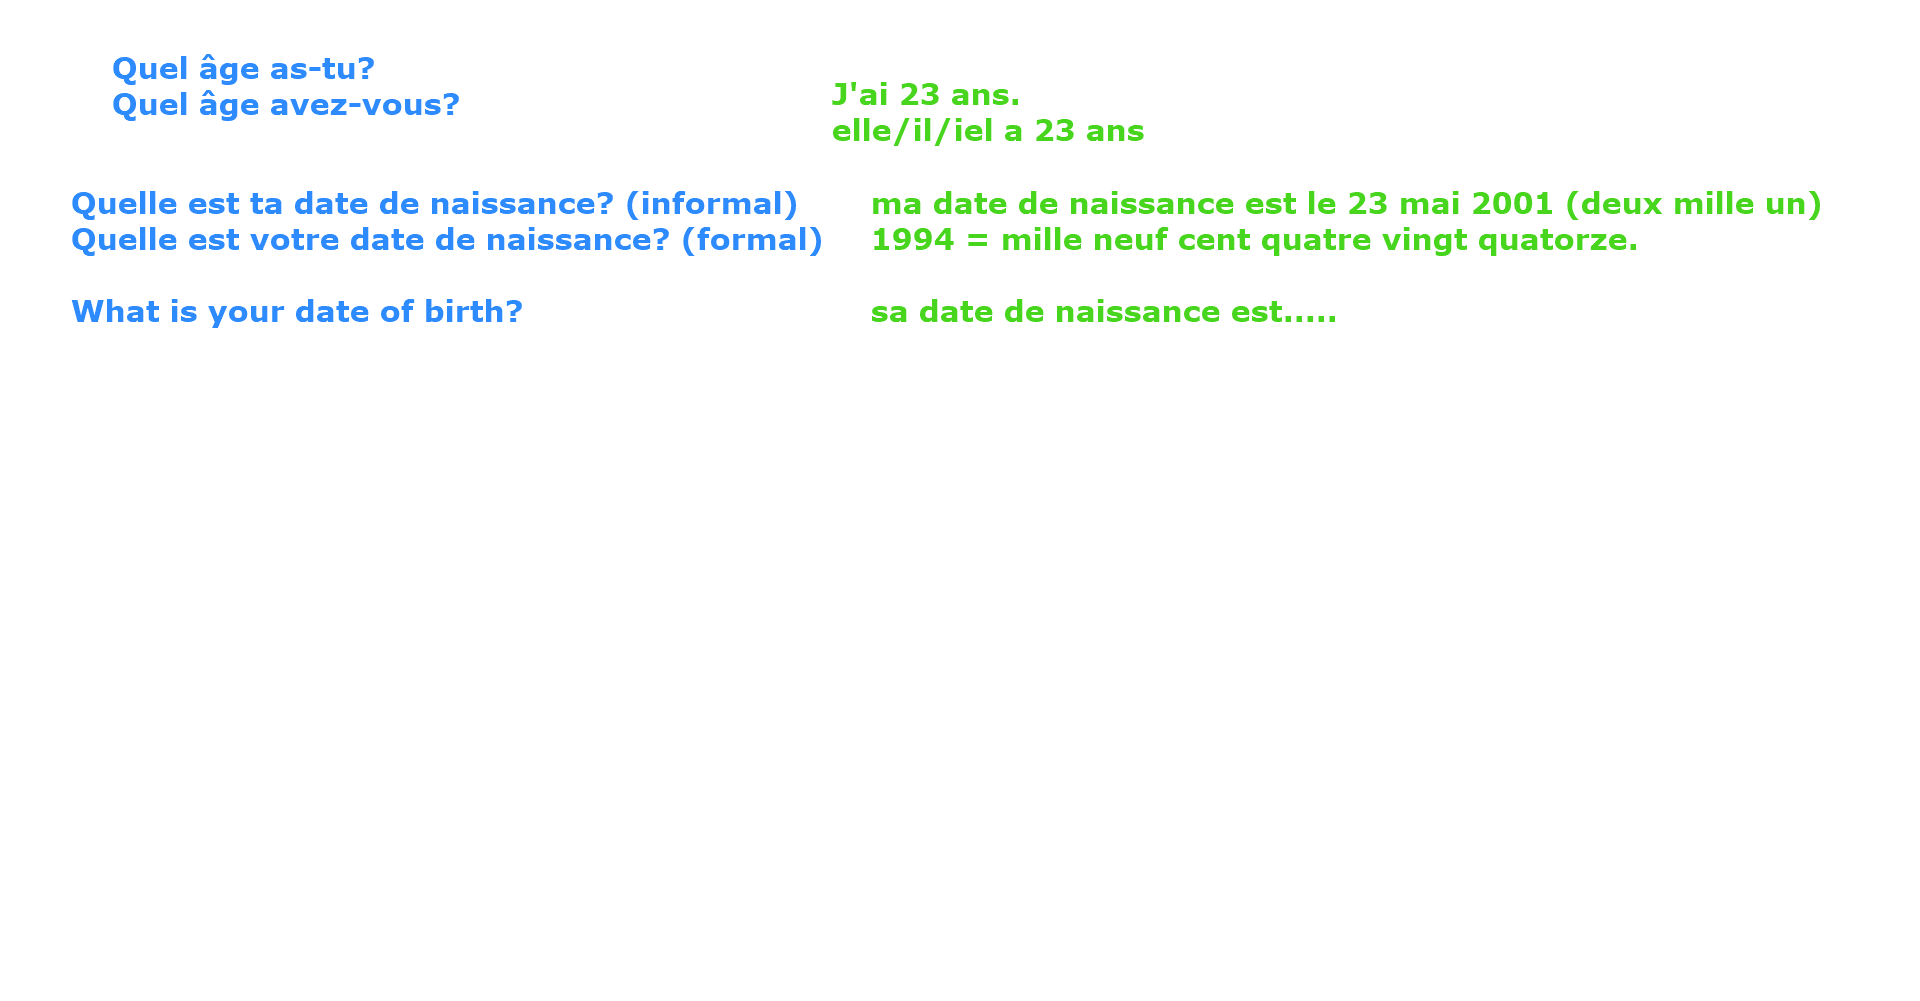 Quel âge as-tu?
Quel âge avez-vous?
J'ai 23 ans.
elle/il/iel a 23 ans
Quelle est ta date de naissance? (informal)
Quelle est votre date de naissance? (formal)
What is your date of birth?
ma date de naissance est le 23 mai 2001 (deux mille un)
1994 = mille neuf cent quatre vingt quatorze.
sa date de naissance est.....